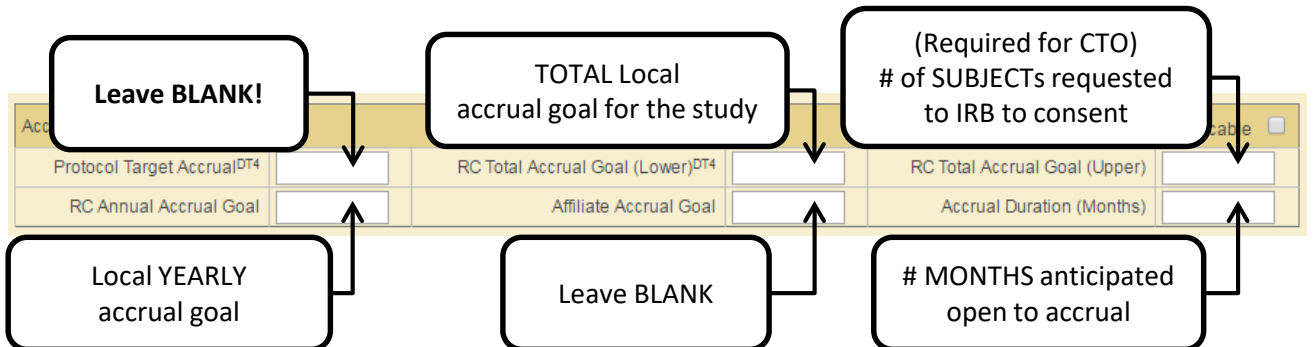 Leave BLANK!
TOTAL Local
accrual goal for the study
(Required for CTO)
# of SUBJECTs requested
to IRB to consent
Protocol Target Accrual DT4
RC Total Accrual Goal (Lower) DT4
RC Total Accrual Goal (Upper)
RC Annual Accrual Goal
Affiliate Accrual Goal
Accrual Duration (Months)
Local YEARLY
accrual goal
Leave BLANK
# MONTHS anticipated
open to accrual